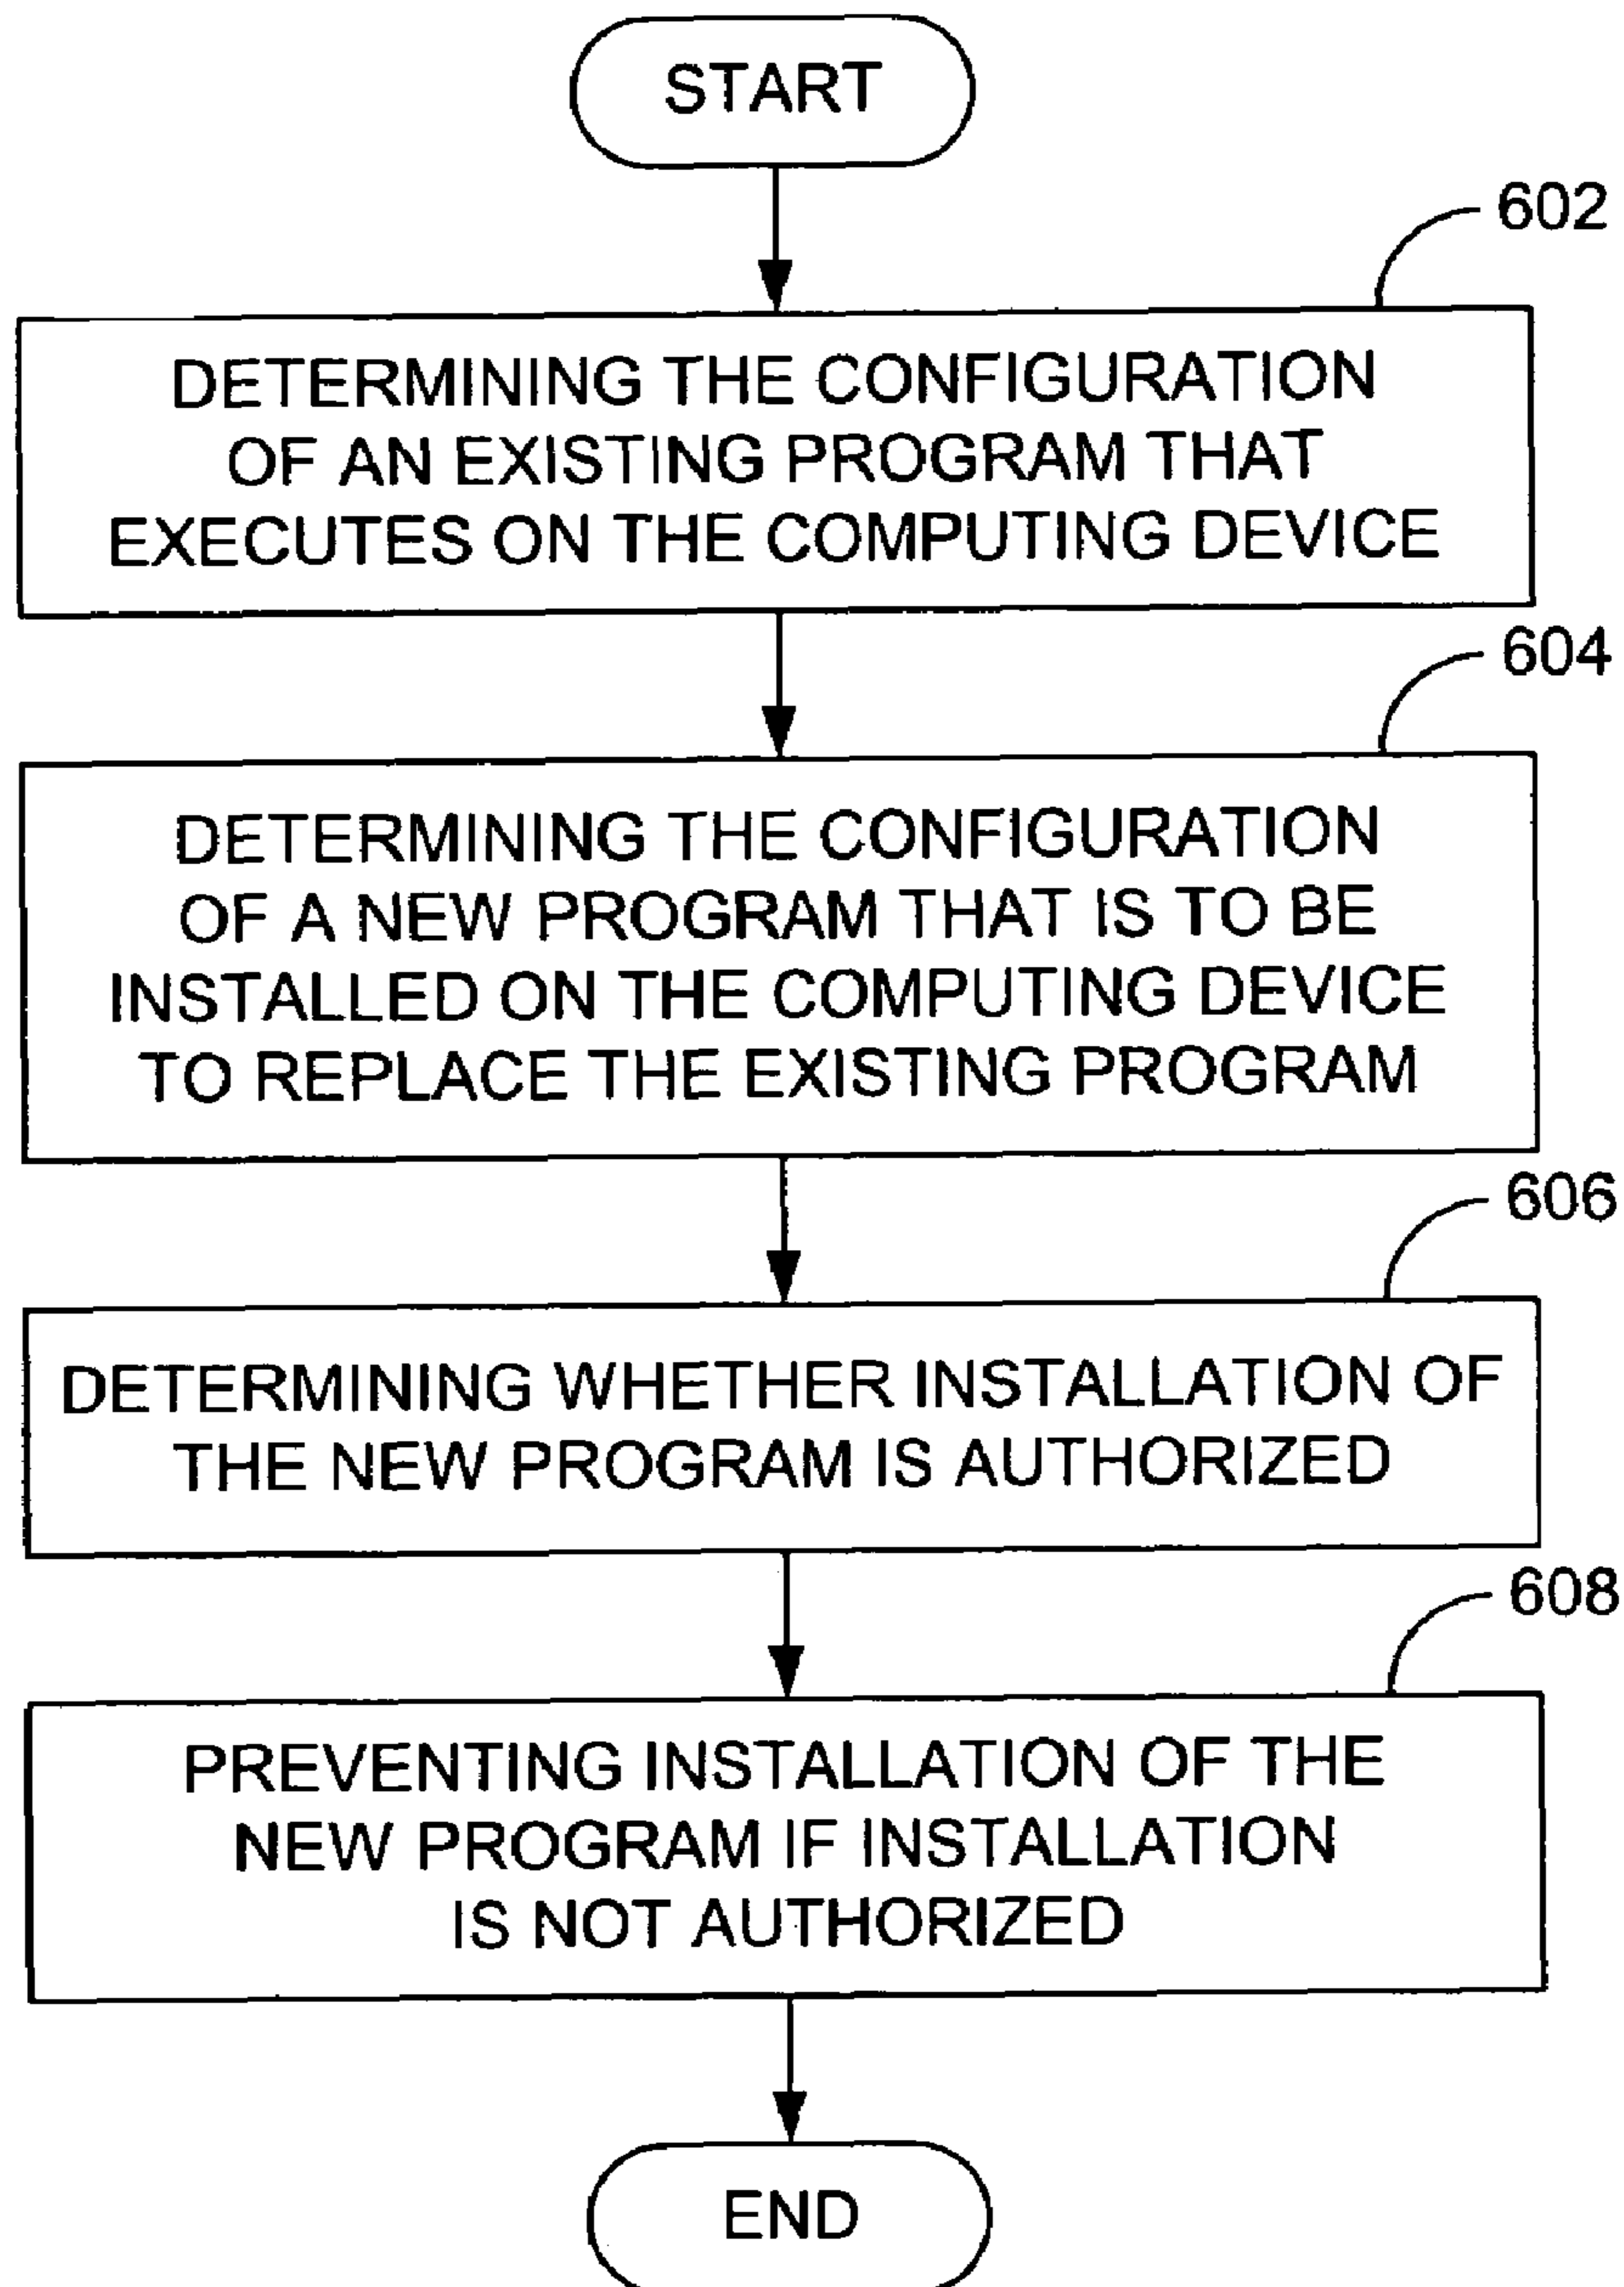 START
602
DETERMINING THE CONFIGURATION
OF AN EXISTING PROGRAM THAT
EXECUTES ON THE COMPUTING DEVICE
604
DETERMINING THE CONFIGURATION
OF A NEW PROGRAM THAT IS TO BE
INSTALLED ON THE COMPUTING DEVICE
TO REPLACE THE EXISTING PROGRAM
606
DETERMINING WHETHER INSTALLATION OF
THE NEW PROGRAM IS AUTHORIZED
608
PREVENTING INSTALLATION OF THE
NEW PROGRAM IF INSTALLATION
IS NOT AUTHORIZED
END